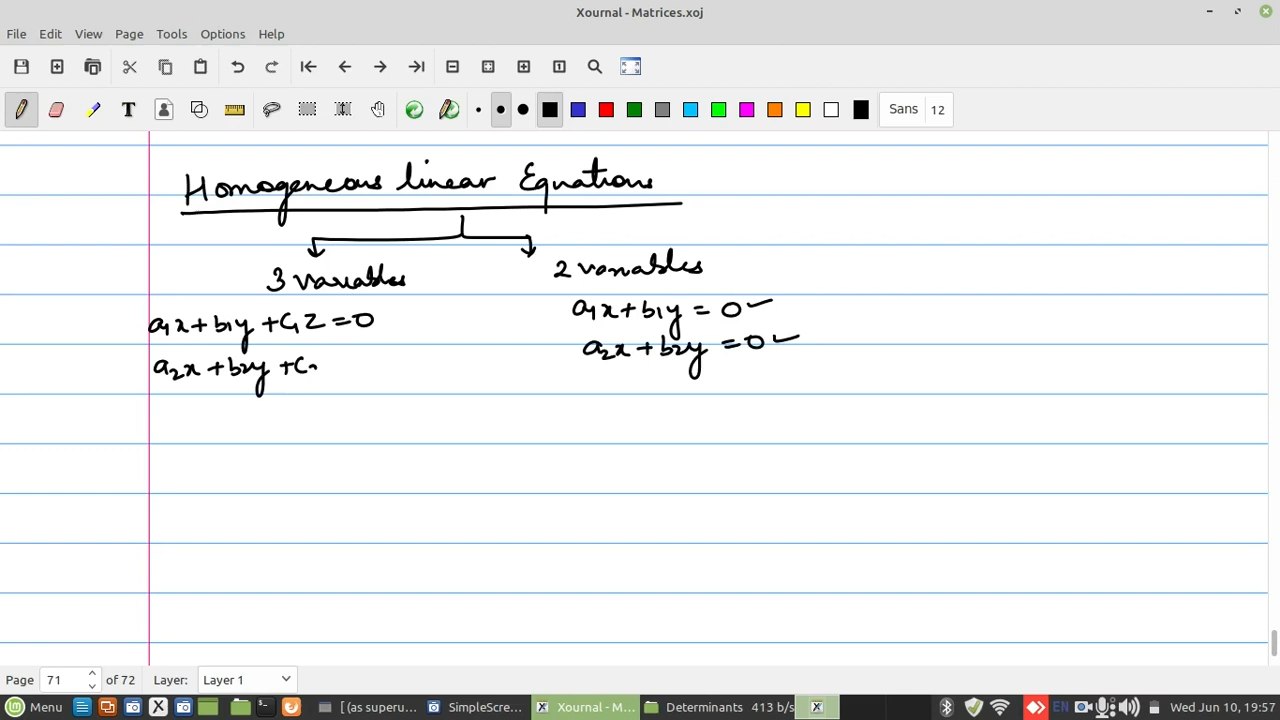 Xournal - Matrices.xoj
File Edit View Page Tools Options Help
Sans 12
Homogeneous linear Equations
3 variables
2 variables
a₁x + b₁y + c₁z = 0
a₁x + b₁y = 0
a₂x + b₂y + c
a₂x + b₂y = 0
Page 71 of 72 Layer: Layer 1
Menu [ (as superu... SimpleScre... Xournal - M... Determinants 413 b/s EN Wed Jun 10, 19:57